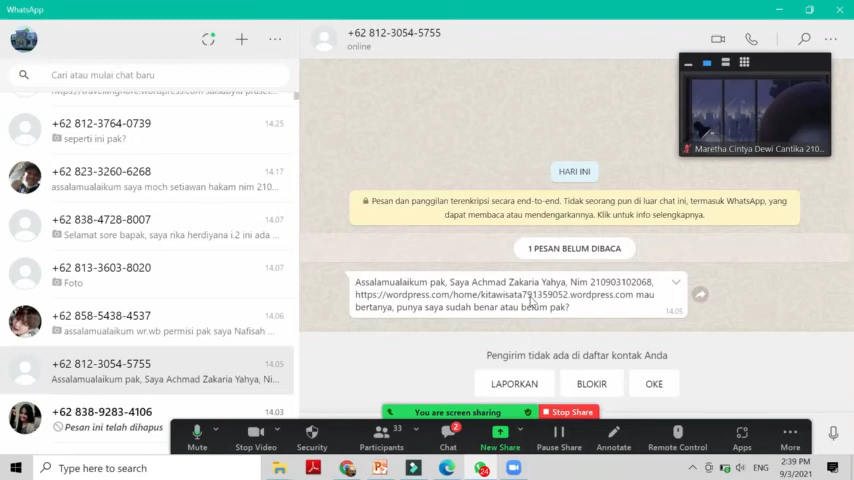 WhatsApp
Cari atau mulai chat baru
+62 812-3764-0739
14.25
seperti ini pak?
+62 823-3260-6268
14.17
assalamualaikum saya moch setiawan hakam nim 210...
+62 838-4728-8007
14.07
Selamat sore bapak, saya rika herdiyana i.2 ini ada ...
+62 813-3603-8020
14.07
Foto
+62 858-5438-4537
14.06
assalamualaikum wr.wb permisi pak saya Nafisah ...
+62 812-3054-5755
14.05
Assalamualaikum pak, Saya Achmad Zakaria Yahya, Ni...
+62 838-9283-4106
14.03
Pesan ini telah dihapus
+62 812-3054-5755
online
Maretha Cintya Dewi Cantika 210...
HARI INI
Pesan dan panggilan terenkripsi secara end-to-end. Tidak seorang pun di luar chat ini, termasuk WhatsApp, yang
dapat membaca atau mendengarkannya. Klik untuk info selengkapnya.
1 PESAN BELUM DIBACA
Assalamualaikum pak, Saya Achmad Zakaria Yahya, Nim 210903102068,
https://wordpress.com/home/kitawisata791359052.wordpress.com mau
bertanya, punya saya sudah benar atau belum pak?
14.05
Pengirim tidak ada di daftar kontak Anda
LAPORKAN
BLOKIR
OKE
You are screen sharing
Stop Share
33
2
Mute
Stop Video
Security
Participants
Chat
New Share
Pause Share
Annotate
Remote Control
Apps
More
Type here to search
24
ENG
2:39 PM
9/3/2021